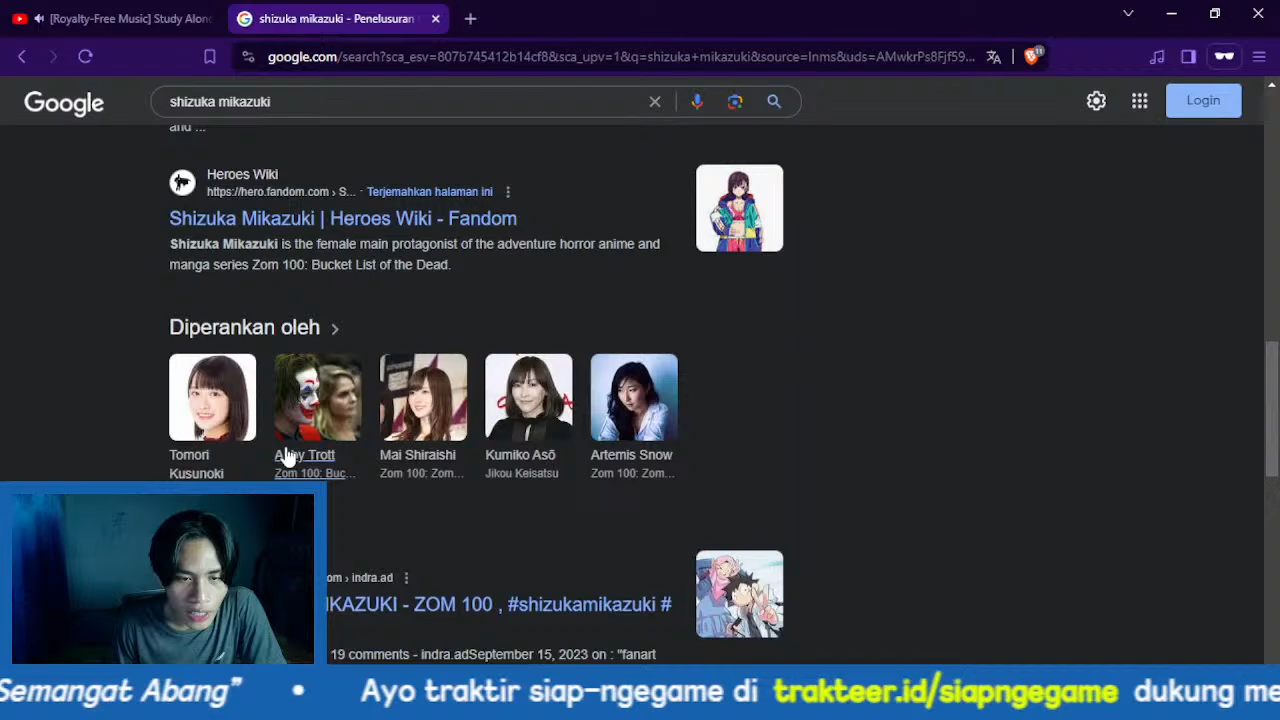 [Royalty-Free Music] Study Alon
shizuka mikazuki - Penelusuran
google.com/search?sca_esv=807b745412b14cf8&sca_upv=1&q=shizuka+mikazuki&source=lnms&uds=AMwkrPs8Fjf59...
11
Google
shizuka mikazuki
Login
and ...
Heroes Wiki
https://hero.fandom.com › S... · Terjemahkan halaman ini
Shizuka Mikazuki | Heroes Wiki - Fandom
Shizuka Mikazuki is the female main protagonist of the adventure horror anime and
manga series Zom 100: Bucket List of the Dead.
Diperankan oleh
Tomori
Kusunoki
Abby Trott
Zom 100: Buc...
Mai Shiraishi
Zom 100: Zom...
Kumiko Asō
Jikou Keisatsu
Artemis Snow
Zom 100: Zom...
om › indra.ad
IKAZUKI - ZOM 100 , #shizukamikazuki #
19 comments - indra.adSeptember 15, 2023 on : "fanart
Semangat Abang" • Ayo traktir siap-ngegame di trakteer.id/siapngegame dukung me